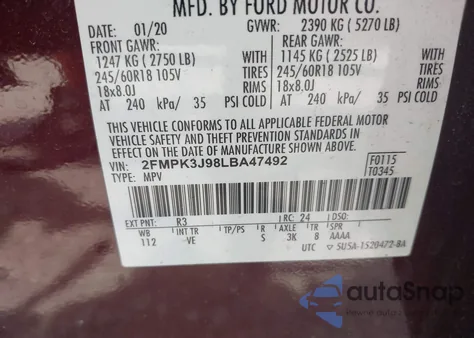 MFD. BY FORD MOTOR CO.
DATE: 01/20 GVWR: 2390 KG (5270 LB)
FRONT GAWR: REAR GAWR:
1247 KG (2750 LB) 1145 KG (2525 LB)
245/60R18 105V 245/60R18 105V
18x8.0J RIMS RIMS 18x8.0J
AT 240 kPa/ 35 PSI COLD AT 240 kPa/ 35 PSI COLD
THIS VEHICLE CONFORMS TO ALL APPLICABLE FEDERAL MOTOR
VEHICLE SAFETY AND THEFT PREVENTION STANDARDS IN
EFFECT ON THE DATE OF MANUFACTURE SHOWN ABOVE.
VIN: 2FMPK3J98LBA47492
TYPE: MPV
F0115
T0345
EXT PNT: R3 RC: 24 DSO:
WB INT TR TP/PS R AXLE TR SPR
112 -VE S 3K 8 AAAA
UTC 5U5A-1520472-BA
autoSnap